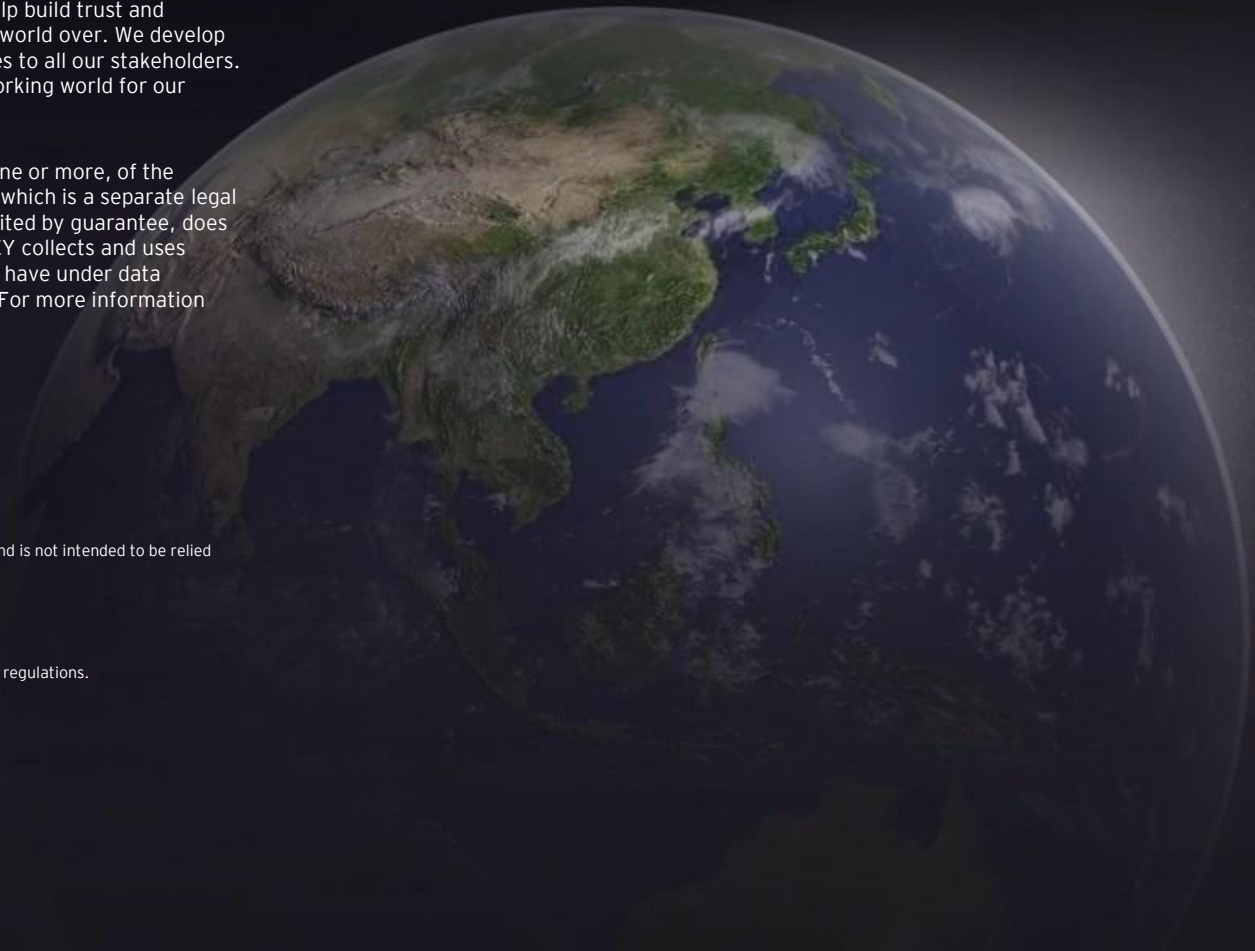 lp build trust and
world over. We develop
es to all our stakeholders.
orking world for our
ne or more, of the
which is a separate legal
ited by guarantee, does
EY collects and uses
have under data
For more information
nd is not intended to be relied
regulations.